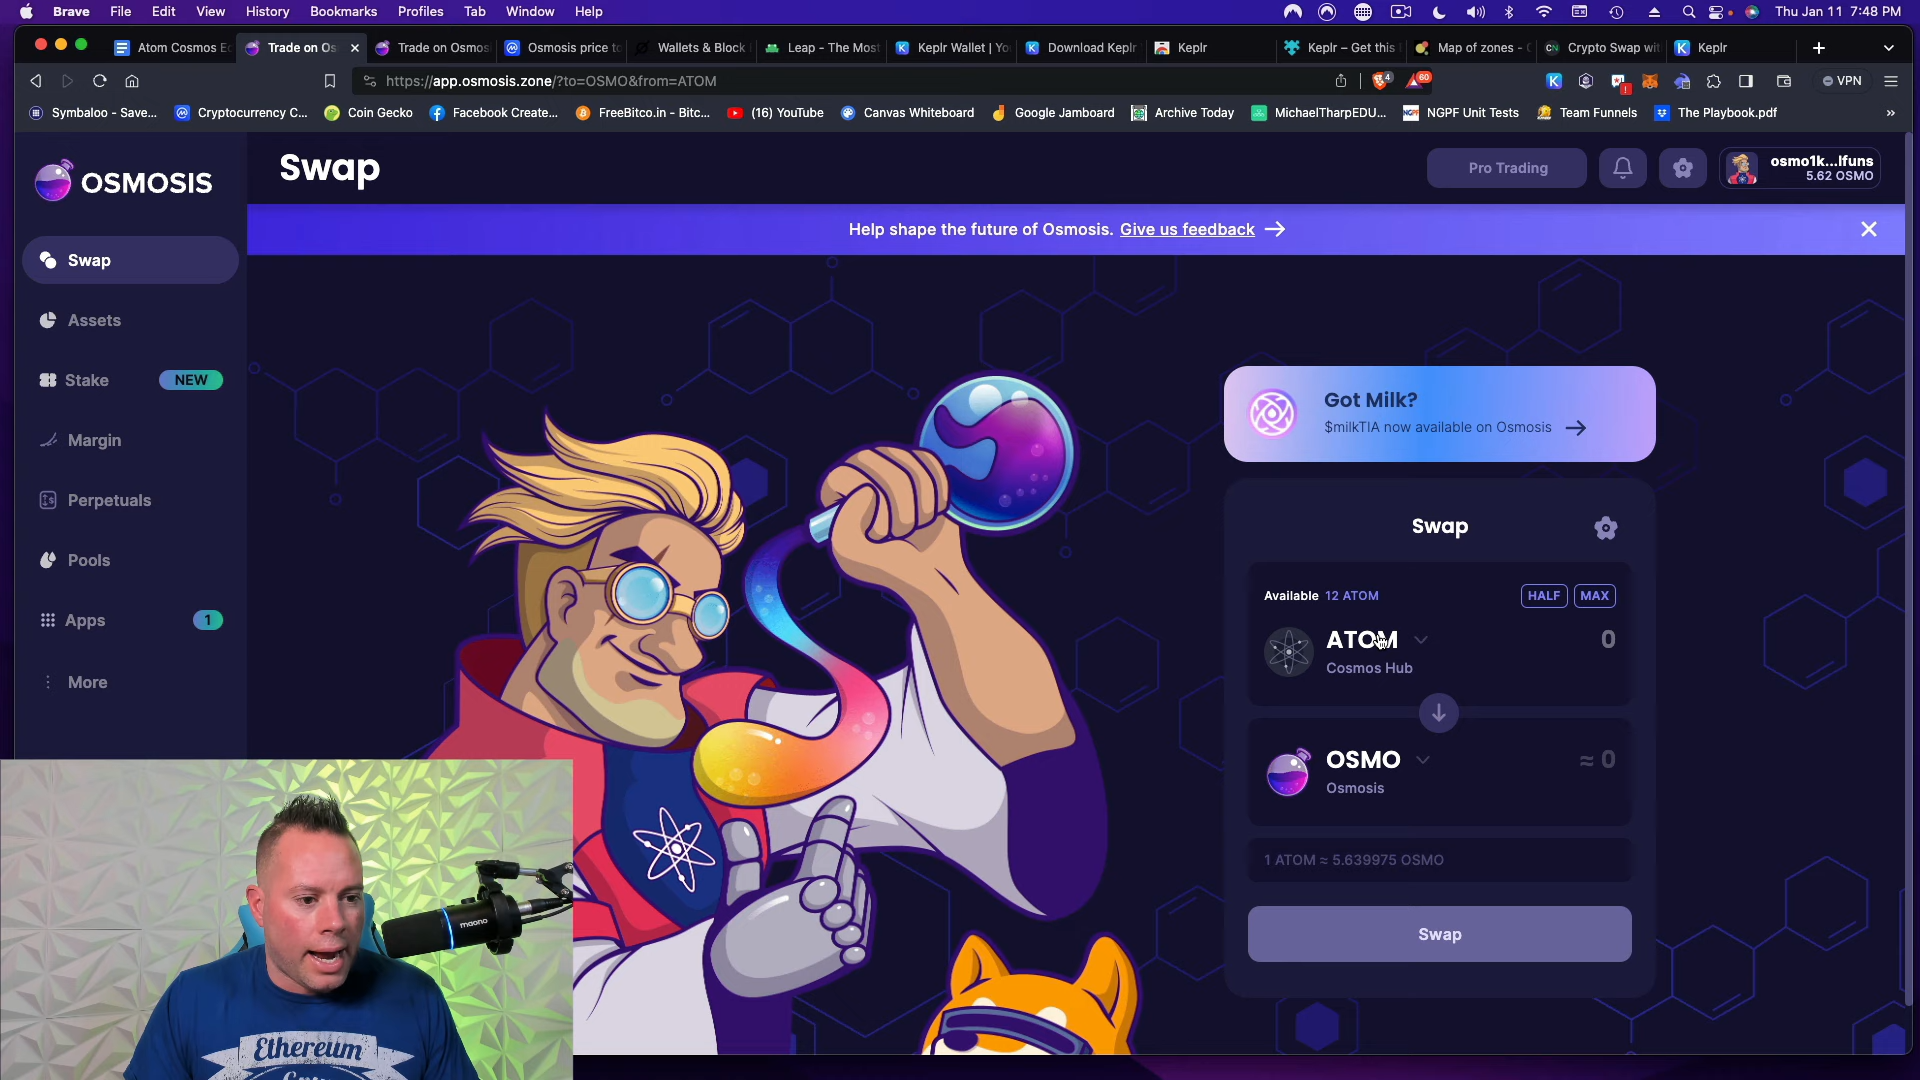 Brave File Edit View History Bookmarks Profiles Tab Window Help Thu Jan 11 7:48 PM
Atom Cosmos Ec Trade on Os Trade on Osmos Osmosis price to Wallets & Block Leap - The Most Keplr Wallet | Yo Download Keplr Keplr Keplr – Get this Map of zones - Crypto Swap wit Keplr
https://app.osmosis.zone/?to=OSMO&from=ATOM 4 60 VPN
Symbaloo - Save... Cryptocurrency C... Coin Gecko Facebook Create... FreeBitco.in - Bitc... (16) YouTube Canvas Whiteboard Google Jamboard Archive Today MichaelTharpEDU... NGPF Unit Tests Team Funnels The Playbook.pdf
OSMOSIS
Swap
Pro Trading
osmo1k...lfuns
5.62 OSMO
Help shape the future of Osmosis. Give us feedback
Swap
Assets
Stake NEW
Margin
Perpetuals
Pools
Apps 1
More
Got Milk?
$milkTIA now available on Osmosis
Swap
Available 12 ATOM HALF MAX
ATOM 0
Cosmos Hub
OSMO ≈ 0
Osmosis
1 ATOM ≈ 5.639975 OSMO
Swap
maono
Ethereum